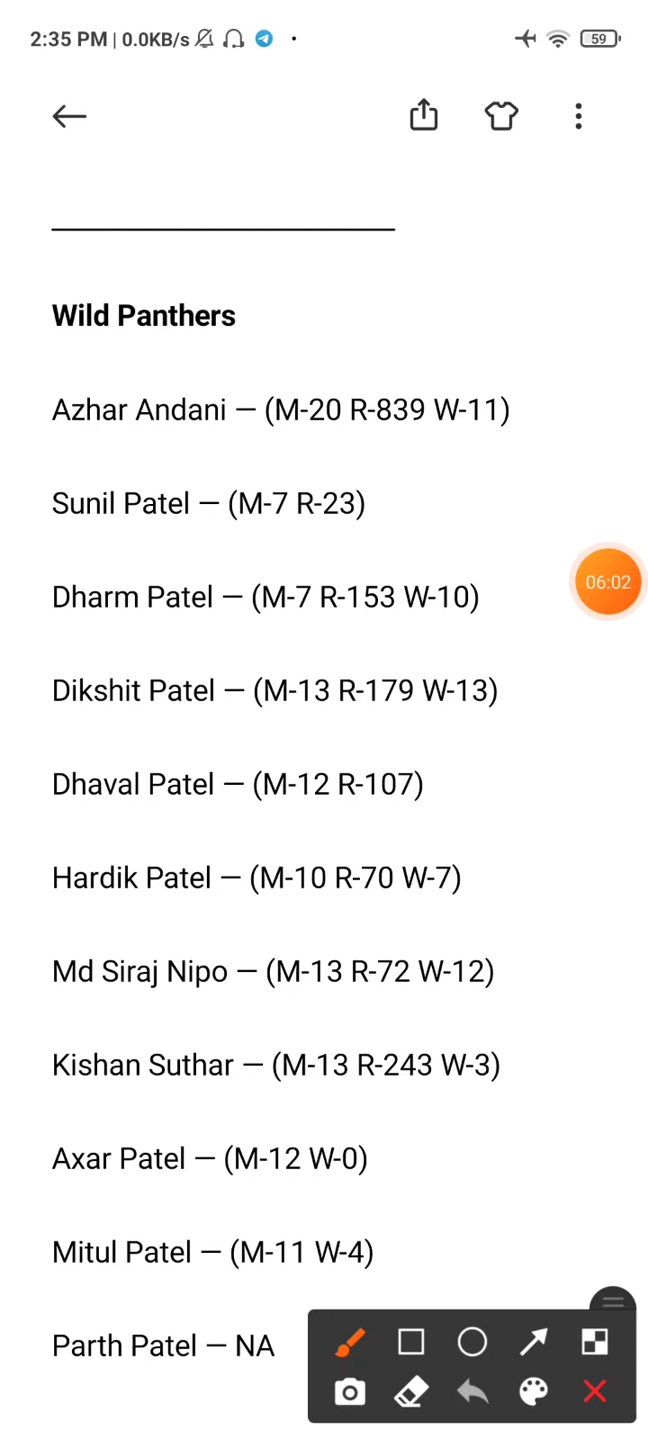 2:35 PM | 0.0KB/s
59
Wild Panthers
Azhar Andani — (M-20 R-839 W-11)
Sunil Patel — (M-7 R-23)
06:02
Dharm Patel — (M-7 R-153 W-10)
Dikshit Patel — (M-13 R-179 W-13)
Dhaval Patel — (M-12 R-107)
Hardik Patel — (M-10 R-70 W-7)
Md Siraj Nipo — (M-13 R-72 W-12)
Kishan Suthar — (M-13 R-243 W-3)
Axar Patel — (M-12 W-0)
Mitul Patel — (M-11 W-4)
Parth Patel — NA